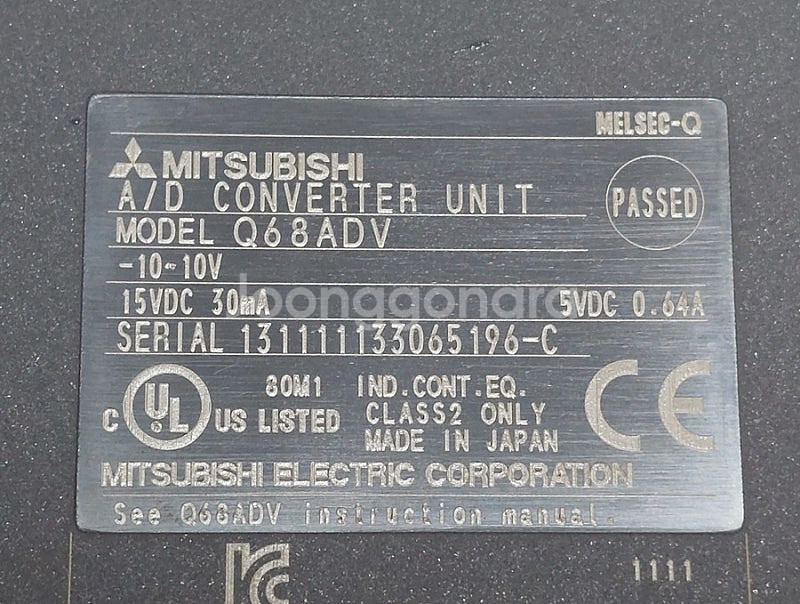 MELSEC-Q
MITSUBISHI
A/D CONVERTER UNIT
PASSED
MODEL Q68ADV
-10-10V
15VDC 30mA 5VDC 0.64A
SERIAL 131111133065196-C
80M1 IND.CONT.EQ.
C UL US LISTED CLASS2 ONLY
MADE IN JAPAN
CE
MITSUBISHI ELECTRIC CORPORATION
See Q68ADV instruction manual.
1111